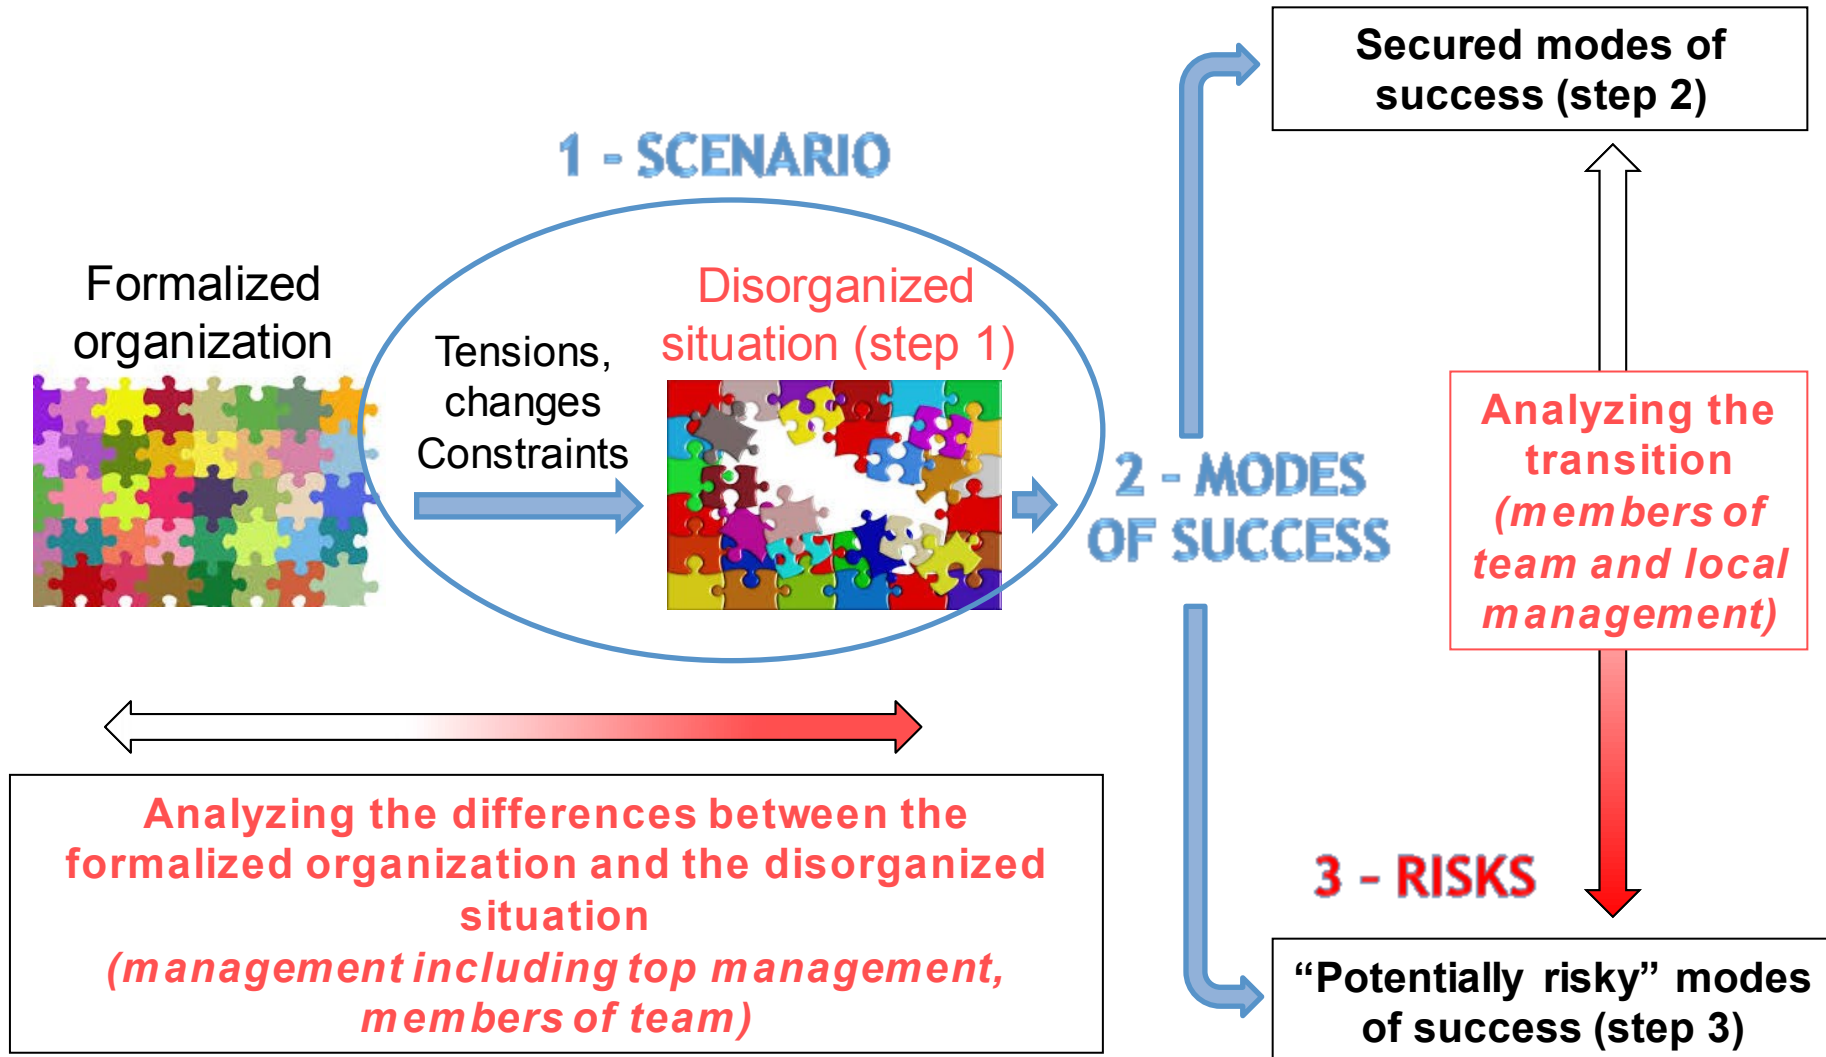 1 - SCENARIO
Formalized
organization
Tensions,
changes
Constraints
Disorganized
situation (step 1)
2 - MODES
OF SUCCESS
Secured modes of
success (step 2)
Analyzing the
transition
(members of
team and local
management)
3 - RISKS
“Potentially risky” modes
of success (step 3)
Analyzing the differences between the
formalized organization and the disorganized
situation
(management including top management,
members of team)